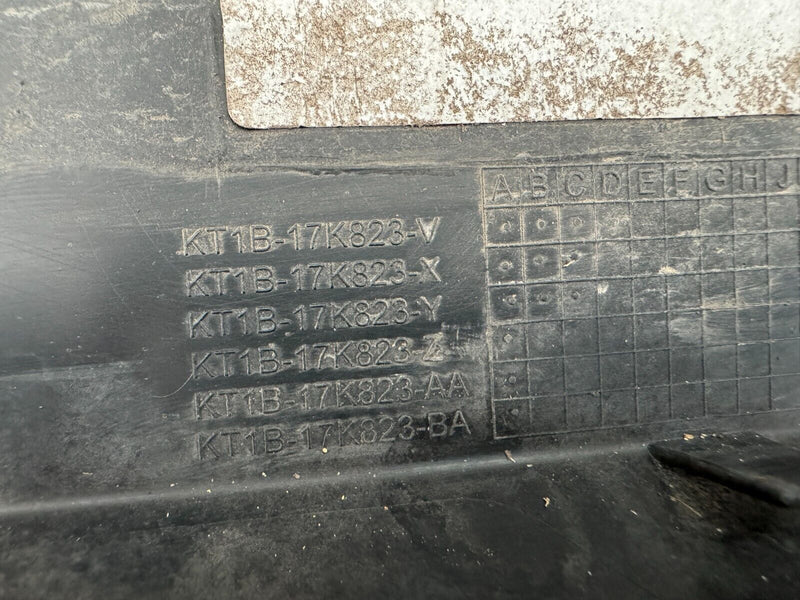 A B C D E F G H J
KT1B-17K823-V
KT1B-17K823-X
KT1B-17K823-Y
KT1B-17K823-Z
KT1B-17K823-AA
KT1B-17K823-BA